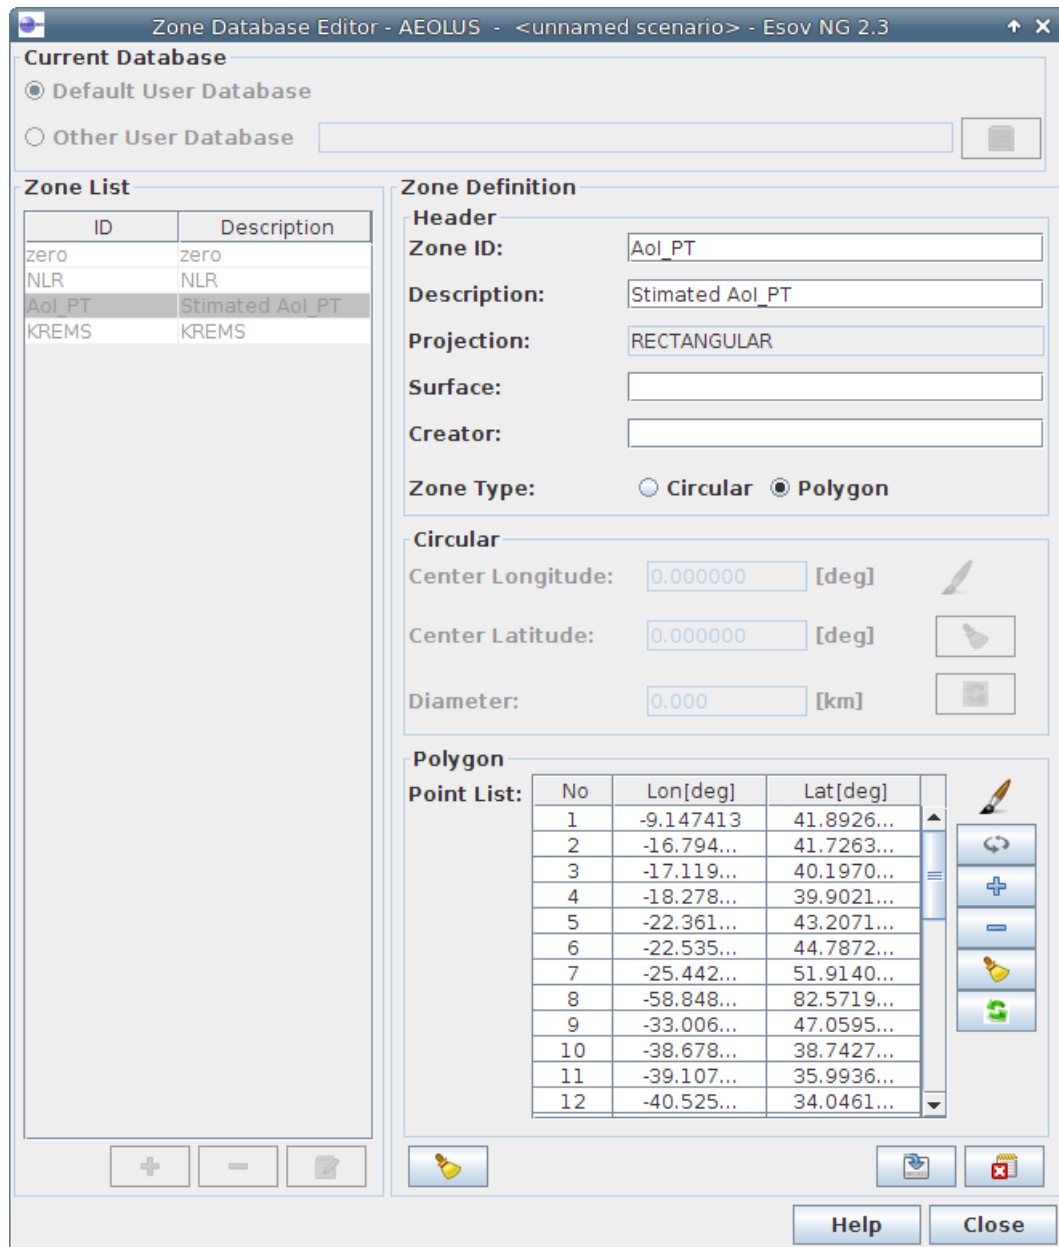 Zone Database Editor - AEOLUS - <unnamed scenario> - Esov NG 2.3
Current Database
Default User Database
Other User Database
Zone List
ID Description
zero zero
NLR NLR
AoI_PT Stimated AoI_PT
KREMS KREMS
Zone Definition
Header
Zone ID: AoI_PT
Description: Stimated AoI_PT
Projection: RECTANGULAR
Surface:
Creator:
Zone Type: Circular Polygon
Circular
Center Longitude: 0.000000 [deg]
Center Latitude: 0.000000 [deg]
Diameter: 0.000 [km]
Polygon
Point List:
No Lon[deg] Lat[deg]
1 -9.147413 41.8926...
2 -16.794... 41.7263...
3 -17.119... 40.1970...
4 -18.278... 39.9021...
5 -22.361... 43.2071...
6 -22.535... 44.7872...
7 -25.442... 51.9140...
8 -58.848... 82.5719...
9 -33.006... 47.0595...
10 -38.678... 38.7427...
11 -39.107... 35.9936...
12 -40.525... 34.0461...
Help Close